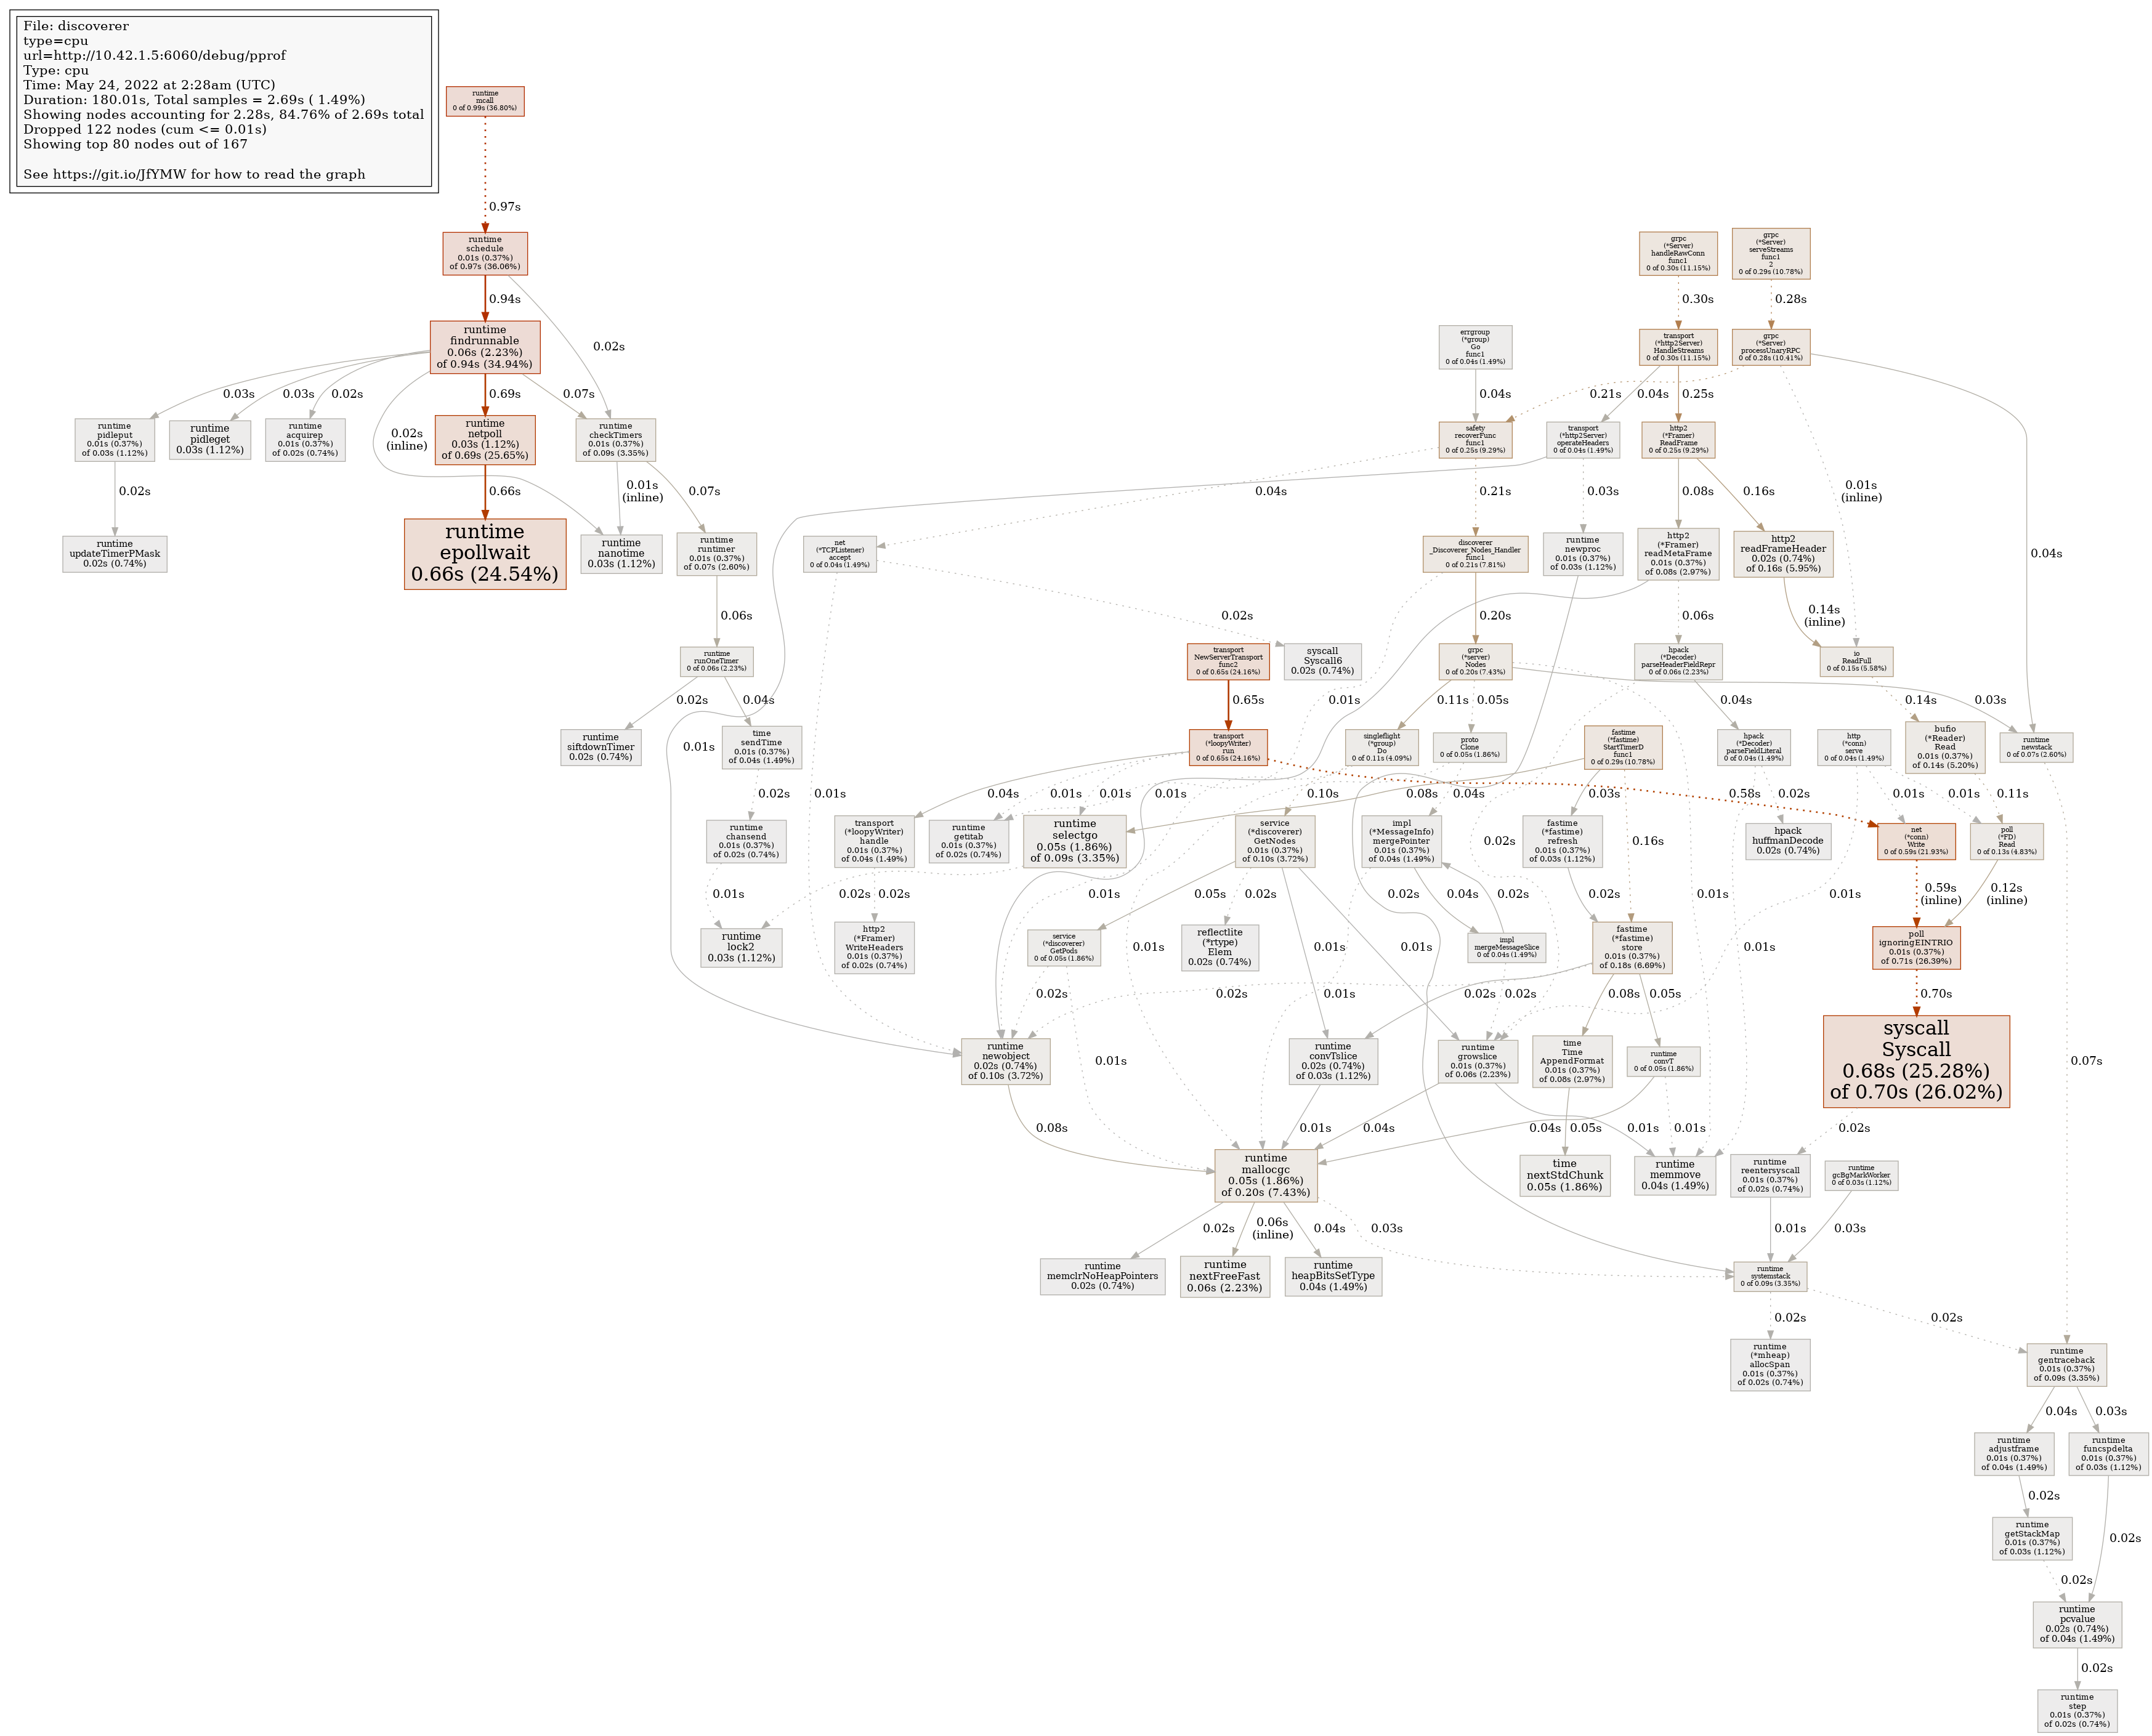 File: discoverer
type=cpu
url=http://10.42.1.5:6060/debug/pprof
Type: cpu
Time: May 24, 2022 at 2:28am (UTC)
Duration: 180.01s, Total samples = 2.69s ( 1.49%)
Showing nodes accounting for 2.28s, 84.76% of 2.69s total
Dropped 122 nodes (cum <= 0.01s)
Showing top 80 nodes out of 167
See https://git.io/JfYMW for how to read the graph
runtime
mcall
0 of 0.99s (36.80%)
0.97s
runtime
schedule
0.01s (0.37%)
of 0.97s (36.06%)
grpc
(*Server)
handleRawConn
func1
0 of 0.30s (11.15%)
grpc
(*Server)
serveStreams
func1
2
0 of 0.29s (10.78%)
0.94s
0.02s
0.30s
0.28s
runtime
findrunnable
0.06s (2.23%)
of 0.94s (34.94%)
errgroup
(*group)
Go
func1
0 of 0.04s (1.49%)
transport
(*http2Server)
HandleStreams
0 of 0.30s (11.15%)
grpc
(*Server)
processUnaryRPC
0 of 0.28s (10.41%)
0.03s
0.03s
0.02s
0.02s
(inline)
0.69s
0.07s
0.04s
0.21s
0.04s
0.25s
0.01s
(inline)
0.04s
runtime
pidleput
0.01s (0.37%)
of 0.03s (1.12%)
runtime
pidleget
0.03s (1.12%)
runtime
acquirep
0.01s (0.37%)
of 0.02s (0.74%)
runtime
netpoll
0.03s (1.12%)
of 0.69s (25.65%)
runtime
checkTimers
0.01s (0.37%)
of 0.09s (3.35%)
safety
recoverFunc
func1
0 of 0.25s (9.29%)
transport
(*http2Server)
operateHeaders
0 of 0.04s (1.49%)
http2
(*Framer)
ReadFrame
0 of 0.25s (9.29%)
0.02s
0.66s
0.01s
(inline)
0.07s
0.04s
0.21s
0.03s
0.01s
0.08s
0.16s
runtime
updateTimerPMask
0.02s (0.74%)
runtime
epollwait
0.66s (24.54%)
runtime
nanotime
0.03s (1.12%)
runtime
runtimer
0.01s (0.37%)
of 0.07s (2.60%)
net
(*TCPListener)
accept
0 of 0.04s (1.49%)
discoverer
_Discoverer_Nodes_Handler
func1
0 of 0.21s (7.81%)
runtime
newproc
0.01s (0.37%)
of 0.03s (1.12%)
http2
(*Framer)
readMetaFrame
0.01s (0.37%)
of 0.08s (2.97%)
http2
readFrameHeader
0.02s (0.74%)
of 0.16s (5.95%)
0.06s
0.01s
0.02s
0.01s
0.20s
0.02s
0.01s
0.06s
0.14s
(inline)
runtime
runOneTimer
0 of 0.06s (2.23%)
transport
NewServerTransport
func2
0 of 0.65s (24.16%)
syscall
Syscall6
0.02s (0.74%)
grpc
(*server)
Nodes
0 of 0.20s (7.43%)
hpack
(*Decoder)
parseHeaderFieldRepr
0 of 0.06s (2.23%)
io
ReadFull
0 of 0.15s (5.58%)
0.02s
0.04s
0.65s
0.11s
0.05s
0.01s
0.03s
0.02s
0.04s
0.14s
runtime
siftdownTimer
0.02s (0.74%)
time
sendTime
0.01s (0.37%)
of 0.04s (1.49%)
transport
(*loopyWriter)
run
0 of 0.65s (24.16%)
singleflight
(*group)
Do
0 of 0.11s (4.09%)
proto
Clone
0 of 0.05s (1.86%)
fastime
(*fastime)
StartTimerD
func1
0 of 0.29s (10.78%)
hpack
(*Decoder)
parseFieldLiteral
0 of 0.04s (1.49%)
http
(*conn)
serve
0 of 0.04s (1.49%)
bufio
(*Reader)
Read
0.01s (0.37%)
of 0.14s (5.20%)
runtime
newstack
0 of 0.07s (2.60%)
0.02s
0.04s
0.01s
0.01s
0.58s
0.10s
0.04s
0.01s
0.08s
0.03s
0.16s
0.02s
0.01s
0.01s
0.01s
0.01s
0.11s
0.07s
runtime
chansend
0.01s (0.37%)
of 0.02s (0.74%)
transport
(*loopyWriter)
handle
0.01s (0.37%)
of 0.04s (1.49%)
runtime
getitab
0.01s (0.37%)
of 0.02s (0.74%)
runtime
selectgo
0.05s (1.86%)
of 0.09s (3.35%)
service
(*discoverer)
GetNodes
0.01s (0.37%)
of 0.10s (3.72%)
impl
(*MessageInfo)
mergePointer
0.01s (0.37%)
of 0.04s (1.49%)
fastime
(*fastime)
refresh
0.01s (0.37%)
of 0.03s (1.12%)
hpack
huffmanDecode
0.02s (0.74%)
net
(*conn)
Write
0 of 0.59s (21.93%)
poll
(*FD)
Read
0 of 0.13s (4.83%)
0.01s
0.02s
0.02s
0.05s
0.02s
0.01s
0.01s
0.01s
0.04s
0.02s
0.02s
0.59s
(inline)
0.12s
(inline)
runtime
lock2
0.03s (1.12%)
http2
(*Framer)
WriteHeaders
0.01s (0.37%)
of 0.02s (0.74%)
service
(*discoverer)
GetPods
0 of 0.05s (1.86%)
reflectlite
(*rtype)
Elem
0.02s (0.74%)
impl
mergeMessageSlice
0 of 0.04s (1.49%)
fastime
(*fastime)
store
0.01s (0.37%)
of 0.18s (6.69%)
poll
ignoringEINTRIO
0.01s (0.37%)
of 0.71s (26.39%)
0.02s
0.01s
0.02s
0.02s
0.02s
0.08s
0.05s
0.70s
runtime
newobject
0.02s (0.74%)
of 0.10s (3.72%)
runtime
convTslice
0.02s (0.74%)
of 0.03s (1.12%)
runtime
growslice
0.01s (0.37%)
of 0.06s (2.23%)
time
Time
AppendFormat
0.01s (0.37%)
of 0.08s (2.97%)
runtime
convT
0 of 0.05s (1.86%)
syscall
Syscall
0.68s (25.28%)
of 0.70s (26.02%)
0.08s
0.01s
0.04s
0.01s
0.05s
0.04s
0.01s
0.02s
runtime
mallocgc
0.05s (1.86%)
of 0.20s (7.43%)
time
nextStdChunk
0.05s (1.86%)
runtime
memmove
0.04s (1.49%)
runtime
reentersyscall
0.01s (0.37%)
of 0.02s (0.74%)
runtime
gcBgMarkWorker
0 of 0.03s (1.12%)
0.02s
0.06s
(inline)
0.04s
0.03s
0.01s
0.03s
runtime
memclrNoHeapPointers
0.02s (0.74%)
runtime
nextFreeFast
0.06s (2.23%)
runtime
heapBitsSetType
0.04s (1.49%)
runtime
systemstack
0 of 0.09s (3.35%)
0.02s
0.02s
runtime
(*mheap)
allocSpan
0.01s (0.37%)
of 0.02s (0.74%)
runtime
gentraceback
0.01s (0.37%)
of 0.09s (3.35%)
0.04s
0.03s
runtime
adjustframe
0.01s (0.37%)
of 0.04s (1.49%)
runtime
funcspdelta
0.01s (0.37%)
of 0.03s (1.12%)
0.02s
0.02s
runtime
getStackMap
0.01s (0.37%)
of 0.03s (1.12%)
0.02s
runtime
pcvalue
0.02s (0.74%)
of 0.04s (1.49%)
0.02s
runtime
step
0.01s (0.37%)
of 0.02s (0.74%)